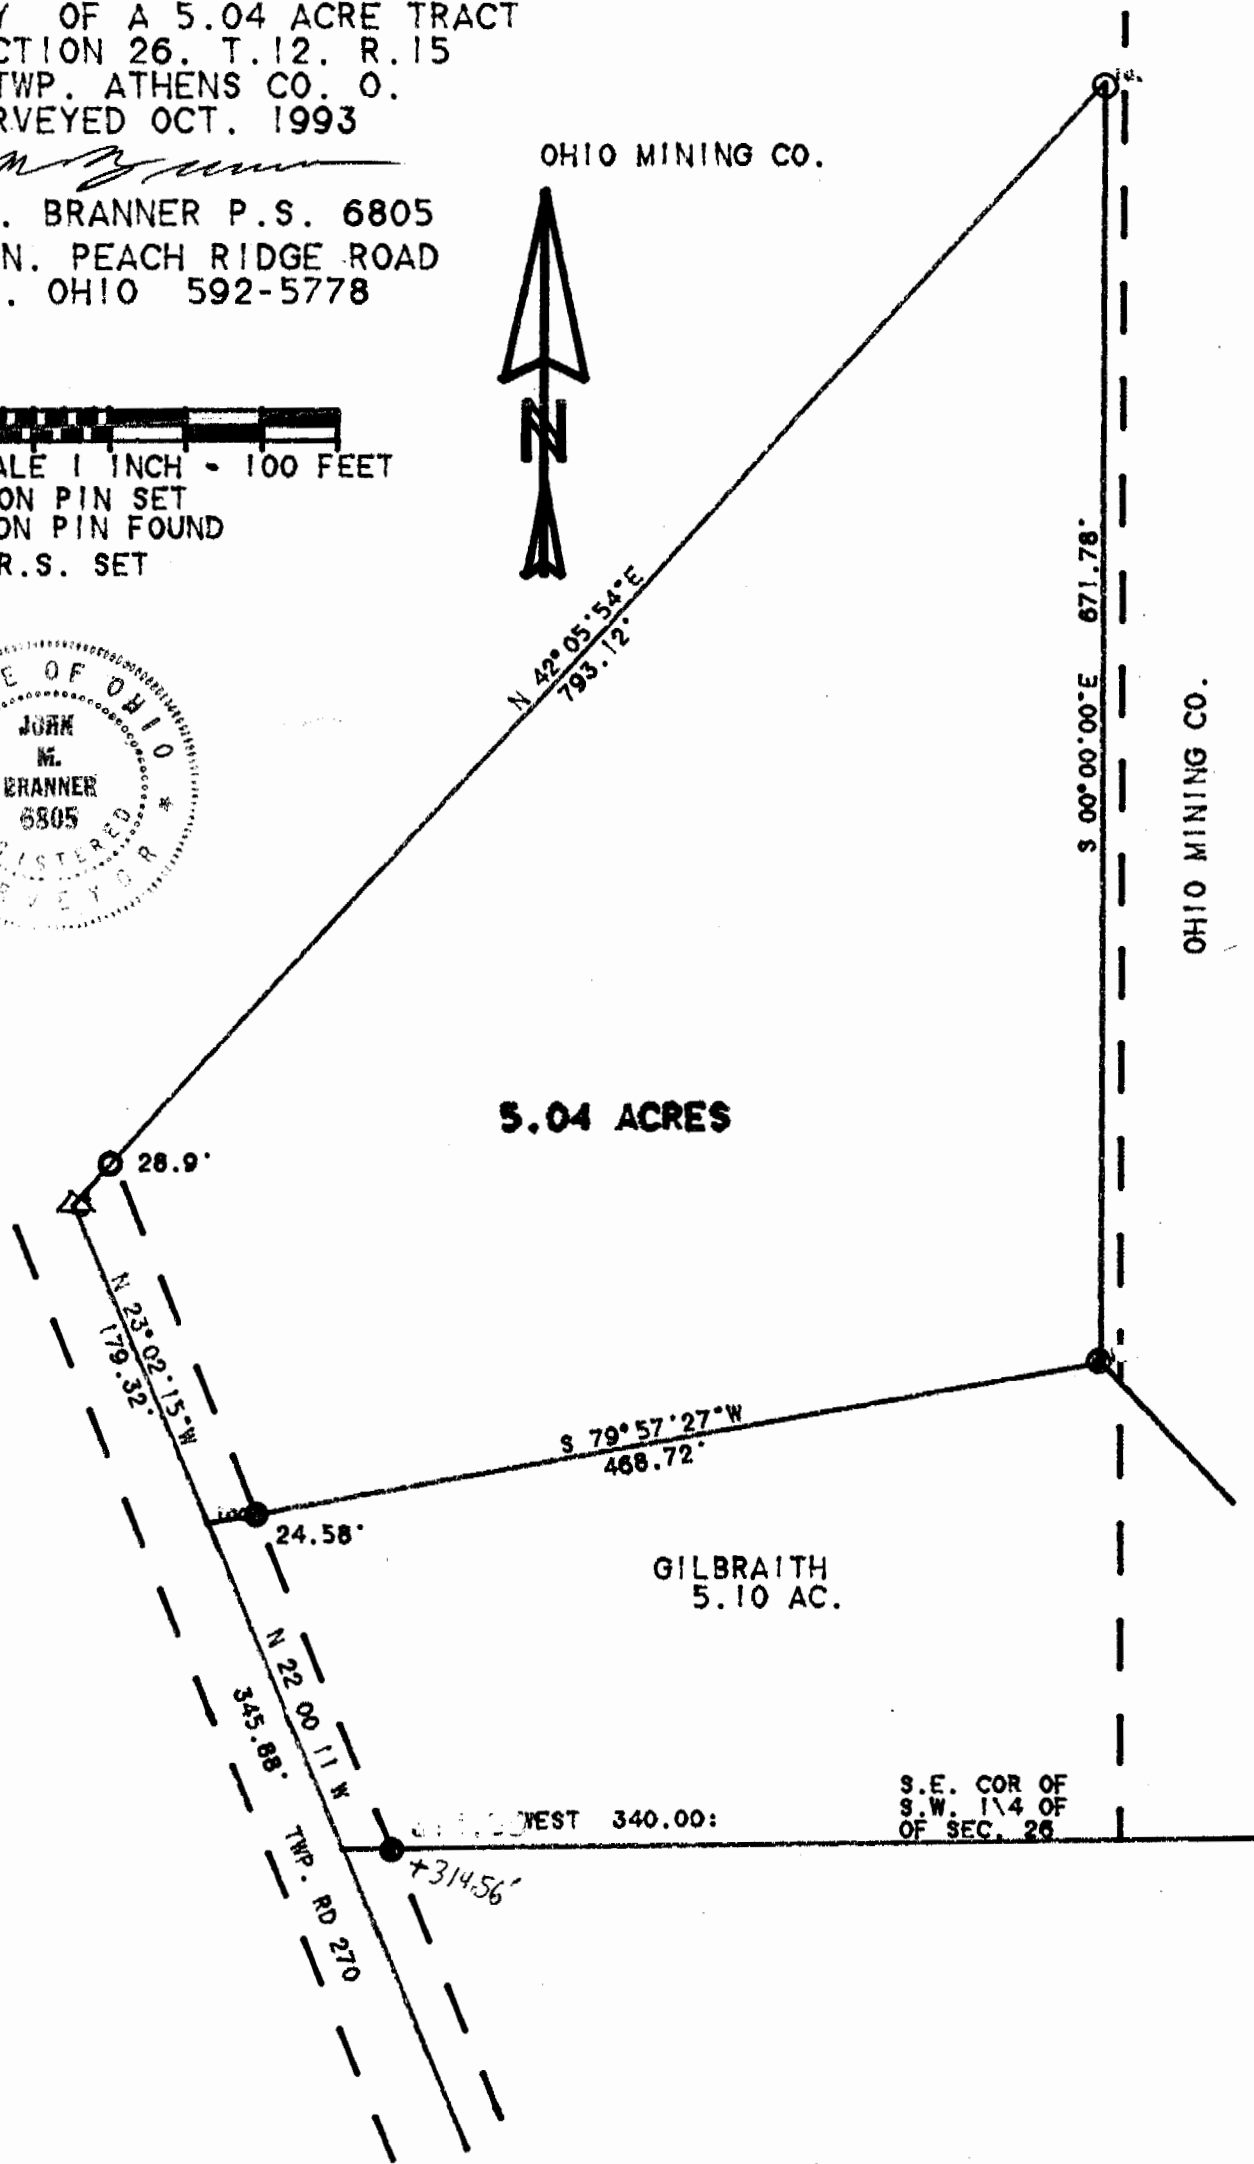 Y OF A 5.04 ACRE TRACT
CTION 26. T.12. R.15
TWP. ATHENS CO. O.
RVEYED OCT. 1993
. BRANNER P.S. 6805
N. PEACH RIDGE ROAD
. OHIO 592-5778
ALE 1 INCH - 100 FEET
ON PIN SET
ON PIN FOUND
R.S. SET
E OF OHIO
JOHN
M.
BRANNER
6805
ISTERED
RVEYOR *
OHIO MINING CO.
N
N 42°05'54"E
793.12'
S 00°00'00"E 671.78'
OHIO MINING CO.
5.04 ACRES
28.9'
N 23°02'15"W
179.32'
S 79°57'27"W
468.72'
24.58'
GILBRAITH
5.10 AC.
N 22 00 11 W
345.88'
TWP. RD 270
WEST 340.00:
+314.56'
S.E. COR OF
S.W. 1\4 OF
OF SEC. 26